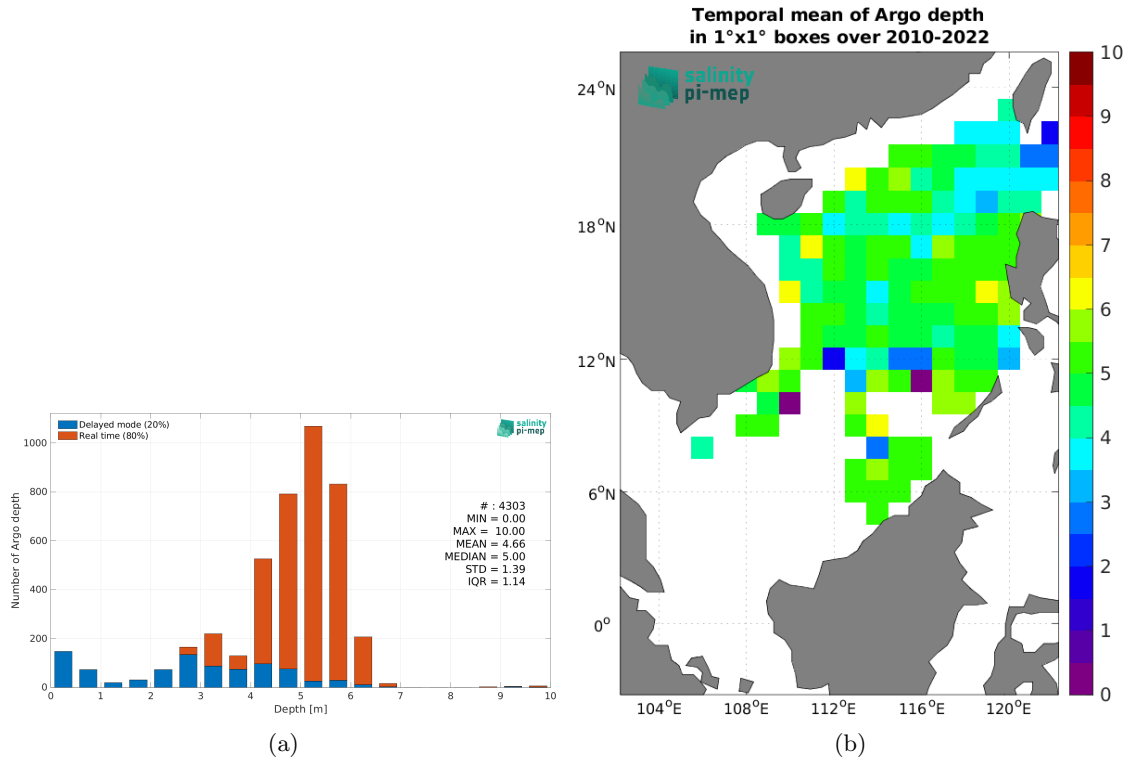 Temporal mean of Argo depth
in 1°x1° boxes over 2010-2022
salinity
pi-mep
24°N
18°N
12°N
6°N
0°
104°E
108°E
112°E
116°E
120°E
10
9
8
7
6
5
4
3
2
1
0
Delayed mode (20%)
Real time (80%)
salinity
pi-mep
# : 4303
MIN = 0.00
MAX = 10.00
MEAN = 4.66
MEDIAN = 5.00
STD = 1.39
IQR = 1.14
Number of Argo depth
1000
800
600
400
200
0
0 1 2 3 4 5 6 7 8 9 10
Depth [m]
(a)
(b)